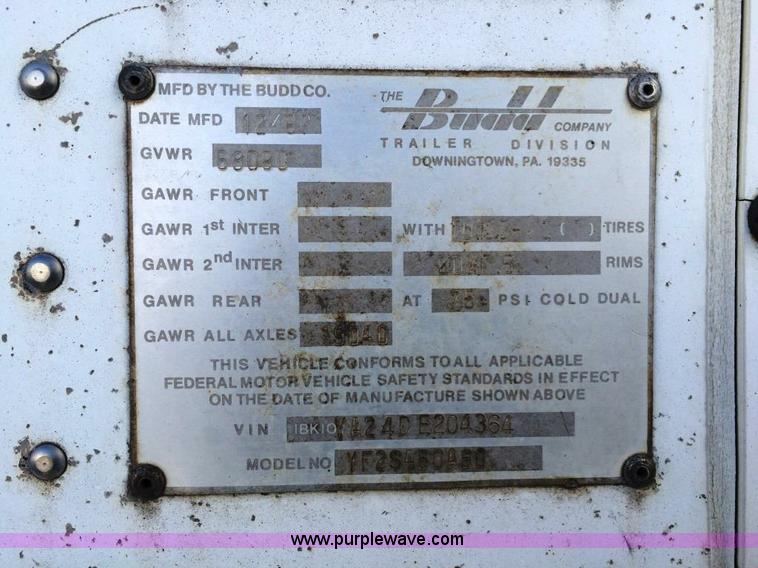 MFD BY THE BUDD CO.
THE Budd COMPANY
TRAILER DIVISION
DOWNINGTOWN, PA. 19335
DATE MFD
GVWR 68080
GAWR FRONT
GAWR 1st INTER WITH ( ) TIRES
GAWR 2nd INTER RIMS
GAWR REAR AT PSI COLD DUAL
GAWR ALL AXLES
THIS VEHICLE CONFORMS TO ALL APPLICABLE
FEDERAL MOTOR VEHICLE SAFETY STANDARDS IN EFFECT
ON THE DATE OF MANUFACTURE SHOWN ABOVE
VIN
MODEL NO
www.purplewave.com